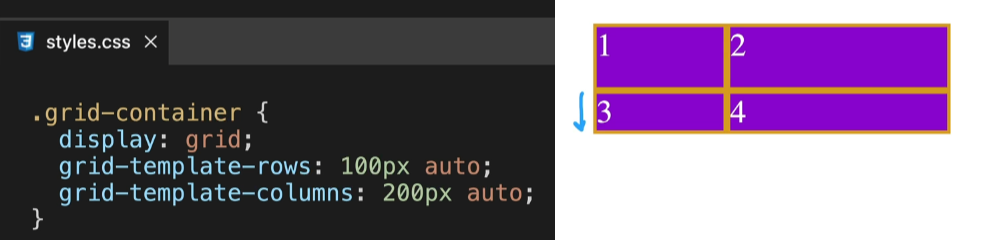 styles.css
.grid-container {
display: grid;
grid-template-rows: 100px auto;
grid-template-columns: 200px auto;
}
1 2
3 4